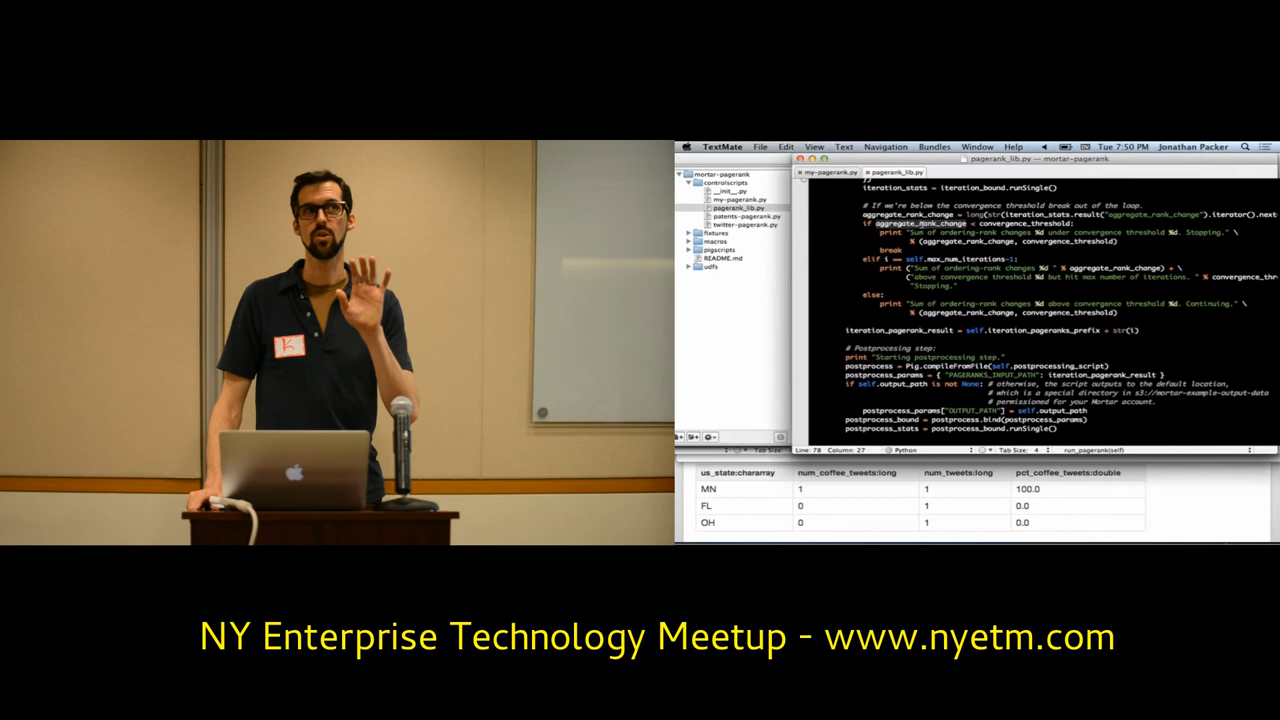 TextMate File Edit View Text Navigation Bundles Window Help Tue 7:50 PM Jonathan Packer
pagerank_lib.py — mortar-pagerank
mortar-pagerank
controlscripts
__init__.py
my-pagerank.py
pagerank_lib.py
patents-pagerank.py
twitter-pagerank.py
fixtures
macros
pigscripts
README.md
udfs
my-pagerank.py pagerank_lib.py
iteration_stats = iteration_bound.runSingle()
# If we're below the convergence threshold break out of the loop.
aggregate_rank_change = long(str(iteration_stats.result("aggregate_rank_change").iterator().next
if aggregate_rank_change < convergence_threshold:
print "Sum of ordering-rank changes %d under convergence threshold %d. Stopping." \
% (aggregate_rank_change, convergence_threshold)
break
elif i == self.max_num_iterations-1:
print ("Sum of ordering-rank changes %d " % aggregate_rank_change) + \
("above convergence threshold %d but hit max number of iterations. " % convergence_th
"Stopping."
else:
print "Sum of ordering-rank changes %d above convergence threshold %d. Continuing." \
% (aggregate_rank_change, convergence_threshold)
iteration_pagerank_result = self.iteration_pageranks_prefix + str(i)
# Postprocesing step:
print "Starting postprocessing step."
postprocess = Pig.compileFromFile(self.postprocessing_script)
postprocess_params = { "PAGERANKS_INPUT_PATH": iteration_pagerank_result }
if self.output_path is not None: # otherwise, the script outputs to the default location,
# which is a special directory in s3://mortar-example-output-data
# permissioned for your Mortar account.
postprocess_params["OUTPUT_PATH"] = self.output_path
postprocess_bound = postprocess.bind(postprocess_params)
postprocess_stats = postprocess_bound.runSingle()
Line: 78 Column: 27 Python Tab Size: 4 run_pagerank(self)
us_state:chararray num_coffee_tweets:long num_tweets:long pct_coffee_tweets:double
MN 1 1 100.0
FL 0 1 0.0
OH 0 1 0.0
NY Enterprise Technology Meetup - www.nyetm.com